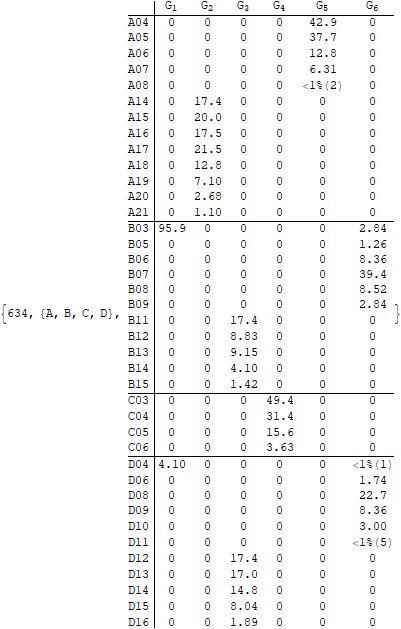 G₁ G₂ G₃ G₄ G₅ G₆
A04 0 0 0 0 42.9 0
A05 0 0 0 0 37.7 0
A06 0 0 0 0 12.8 0
A07 0 0 0 0 6.31 0
A08 0 0 0 0 <1%(2) 0
A14 0 17.4 0 0 0 0
A15 0 20.0 0 0 0 0
A16 0 17.5 0 0 0 0
A17 0 21.5 0 0 0 0
A18 0 12.8 0 0 0 0
A19 0 7.10 0 0 0 0
A20 0 2.68 0 0 0 0
A21 0 1.10 0 0 0 0
B03 95.9 0 0 0 0 2.84
B05 0 0 0 0 0 1.26
B06 0 0 0 0 0 8.36
B07 0 0 0 0 0 39.4
B08 0 0 0 0 0 8.52
B09 0 0 0 0 0 2.84
{634, {A, B, C, D}, B11 0 0 17.4 0 0 0 }
B12 0 0 8.83 0 0 0
B13 0 0 9.15 0 0 0
B14 0 0 4.10 0 0 0
B15 0 0 1.42 0 0 0
C03 0 0 0 49.4 0 0
C04 0 0 0 31.4 0 0
C05 0 0 0 15.6 0 0
C06 0 0 0 3.63 0 0
D04 4.10 0 0 0 0 <1%(1)
D06 0 0 0 0 0 1.74
D08 0 0 0 0 0 22.7
D09 0 0 0 0 0 8.36
D10 0 0 0 0 0 3.00
D11 0 0 0 0 0 <1%(5)
D12 0 0 17.4 0 0 0
D13 0 0 17.0 0 0 0
D14 0 0 14.8 0 0 0
D15 0 0 8.04 0 0 0
D16 0 0 1.89 0 0 0